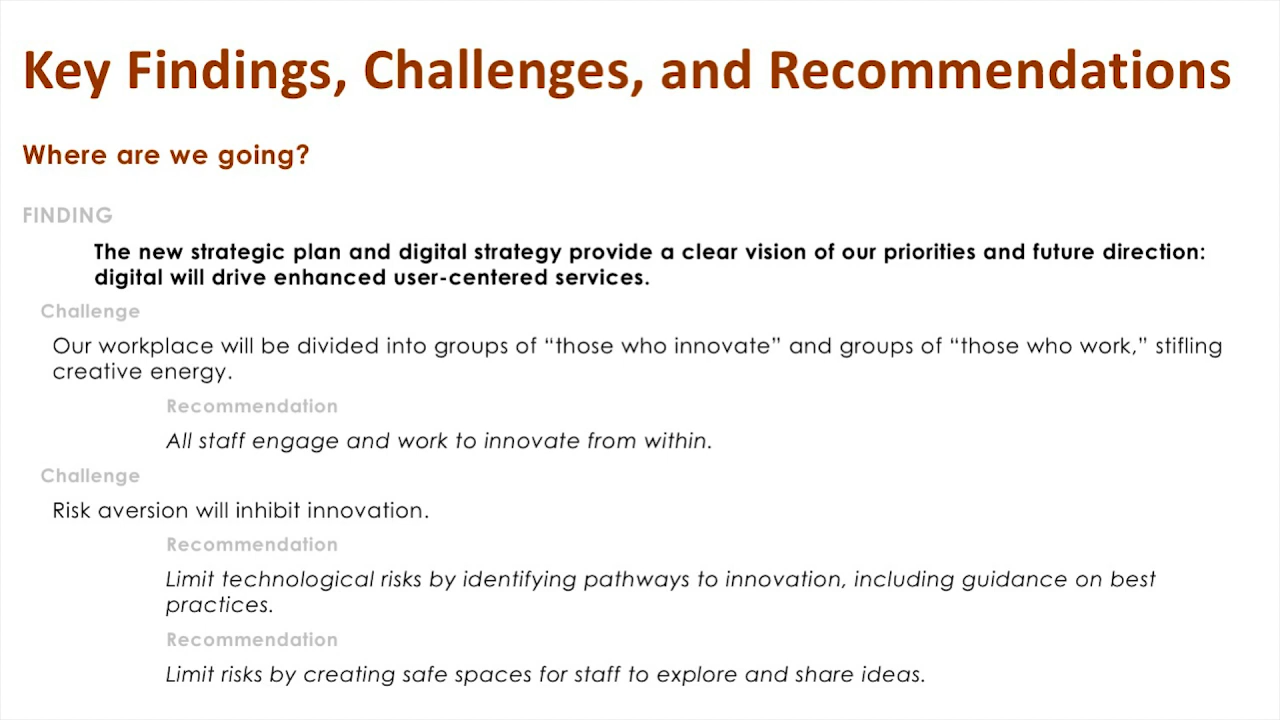 Key Findings, Challenges, and Recommendations
Where are we going?
FINDING
The new strategic plan and digital strategy provide a clear vision of our priorities and future direction:
digital will drive enhanced user-centered services.
Challenge
Our workplace will be divided into groups of “those who innovate” and groups of “those who work,” stifling
creative energy.
Recommendation
All staff engage and work to innovate from within.
Challenge
Risk aversion will inhibit innovation.
Recommendation
Limit technological risks by identifying pathways to innovation, including guidance on best
practices.
Recommendation
Limit risks by creating safe spaces for staff to explore and share ideas.